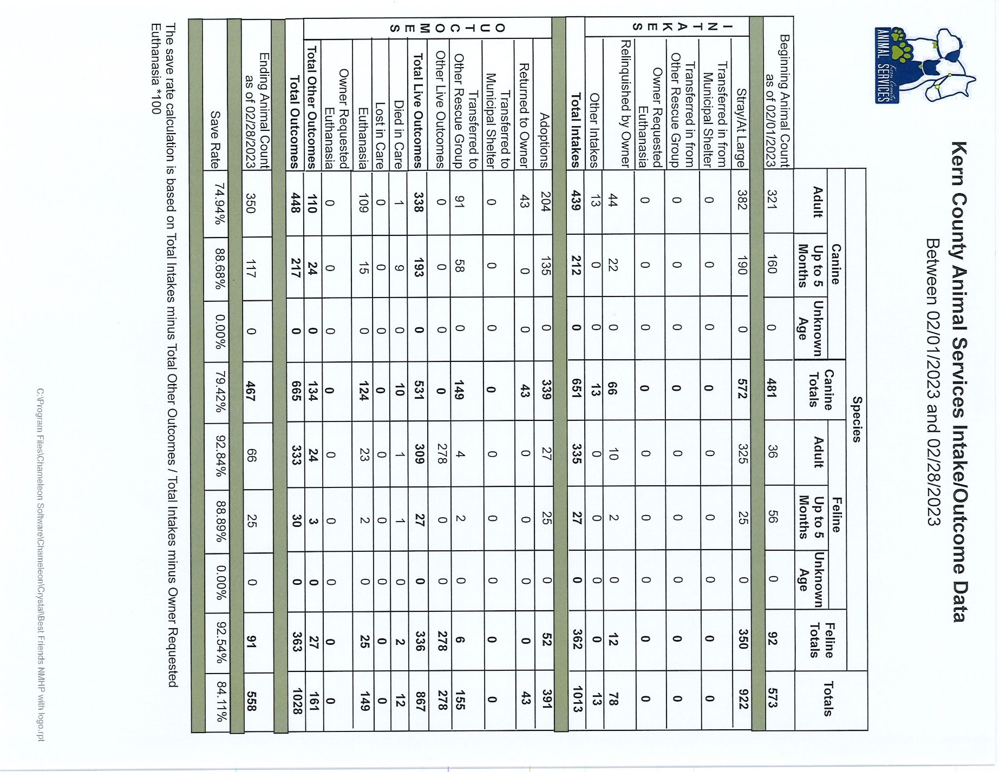 Kern County
ANIMAL SERVICES
Kern County Animal Services Intake/Outcome Data
Between 02/01/2023 and 02/28/2023
Species
Canine Canine Totals Feline Feline Totals Totals
Adult Up to 5 Months Unknown Age Adult Up to 5 Months Unknown Age
Beginning Animal Count
as of 02/01/2023 321 160 0 481 36 56 0 92 573
INTAKES
Stray/At Large 382 190 0 572 325 25 0 350 922
Transferred in from
Municipal Shelter 0 0 0 0 0 0 0 0 0
Transferred in from
Other Rescue Group 0 0 0 0 0 0 0 0 0
Owner Requested
Euthanasia 0 0 0 0 0 0 0 0 0
Relinquished by Owner 44 22 0 66 10 2 0 12 78
Other Intakes 13 0 0 13 0 0 0 0 13
Total Intakes 439 212 0 651 335 27 0 362 1013
OUTCOMES
Adoptions 204 135 0 339 27 25 0 52 391
Returned to Owner 43 0 0 43 0 0 0 0 43
Transferred to
Municipal Shelter 0 0 0 0 0 0 0 0 0
Transferred to
Other Rescue Group 91 58 0 149 4 2 0 6 155
Other Live Outcomes 0 0 0 0 278 0 0 278 278
Total Live Outcomes 338 193 0 531 309 27 0 336 867
Died in Care 1 9 0 10 1 1 0 2 12
Lost in Care 0 0 0 0 0 0 0 0 0
Euthanasia 109 15 0 124 23 2 0 25 149
Owner Requested
Euthanasia 0 0 0 0 0 0 0 0 0
Total Other Outcomes 110 24 0 134 24 3 0 27 161
Total Outcomes 448 217 0 665 333 30 0 363 1028
Ending Animal Count
as of 02/28/2023 350 117 0 467 66 25 0 91 558
Save Rate 74.94% 88.68% 0.00% 79.42% 92.84% 88.89% 0.00% 92.54% 84.11%
The save rate calculation is based on Total Intakes minus Total Other Outcomes / Total Intakes minus Owner Requested
Euthanasia *100
C:\Program Files\Chameleon Software\Chameleon\Crystal\Best Friends NMHP with logo.rpt